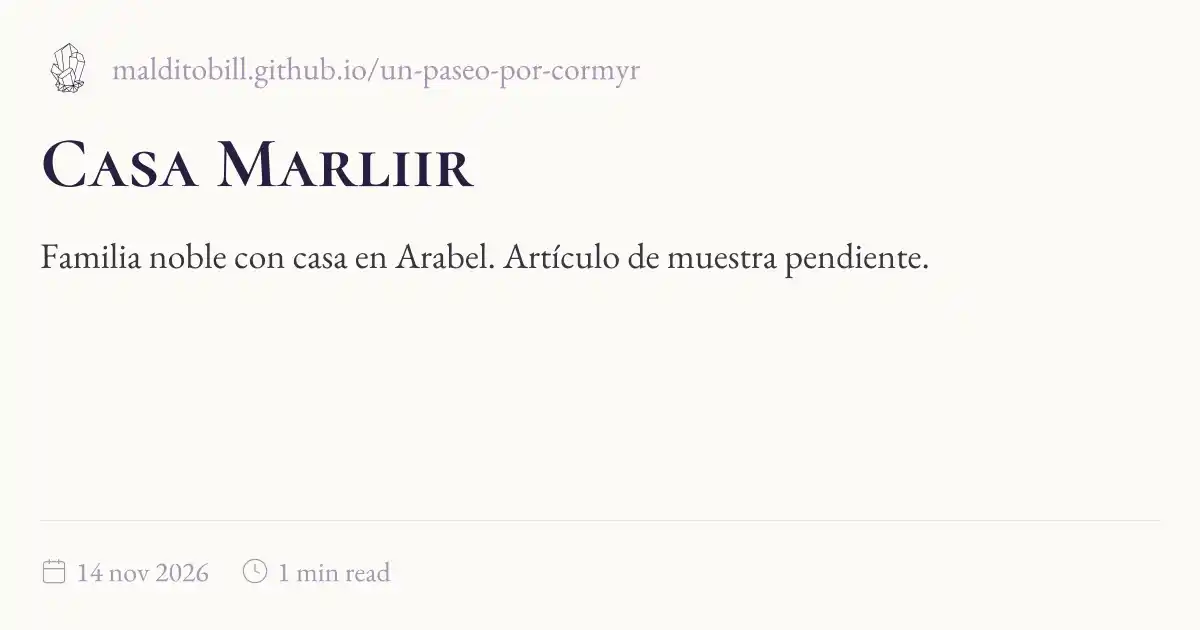 malditobill.github.io/un-paseo-por-cormyr
Casa Marliir
Familia noble con casa en Arabel. Artículo de muestra pendiente.
14 nov 2026 1 min read